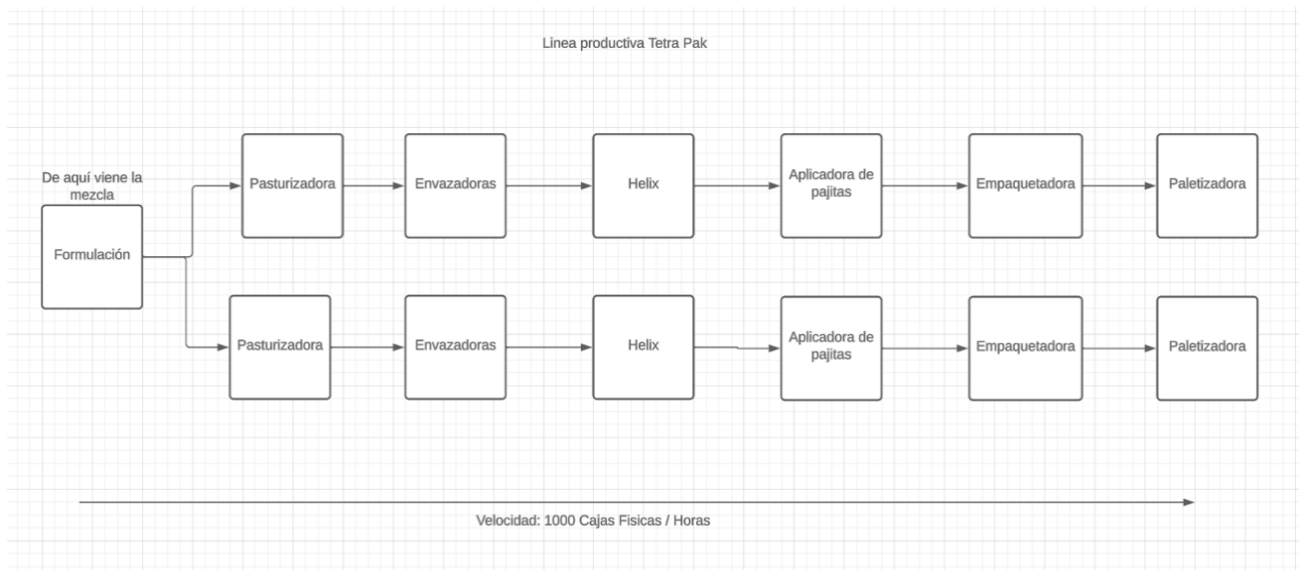 Linea productiva Tetra Pak
De aquí viene la
mezcla
Formulación
Pasturizadora
Envazadoras
Helix
Aplicadora de
pajitas
Empaquetadora
Paletizadora
Pasturizadora
Envazadoras
Helix
Aplicadora de
pajitas
Empaquetadora
Paletizadora
Velocidad: 1000 Cajas Fisicas / Horas